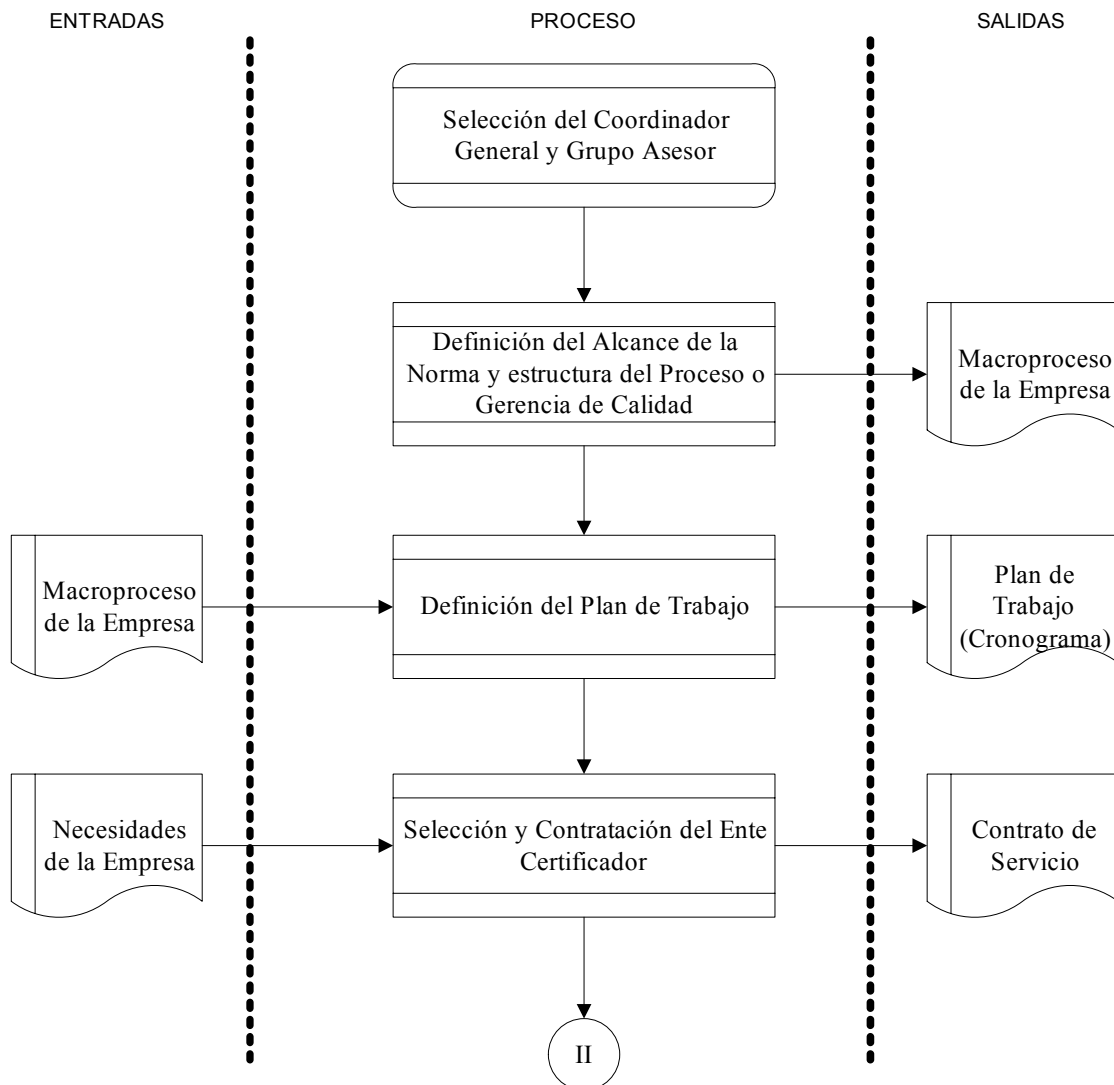 ENTRADAS
PROCESO
SALIDAS
Selección del Coordinador
General y Grupo Asesor
Definición del Alcance de la
Norma y estructura del Proceso o
Gerencia de Calidad
Macroproceso
de la Empresa
Macroproceso
de la Empresa
Definición del Plan de Trabajo
Plan de
Trabajo
(Cronograma)
Necesidades
de la Empresa
Selección y Contratación del Ente
Certificador
Contrato de
Servicio
II